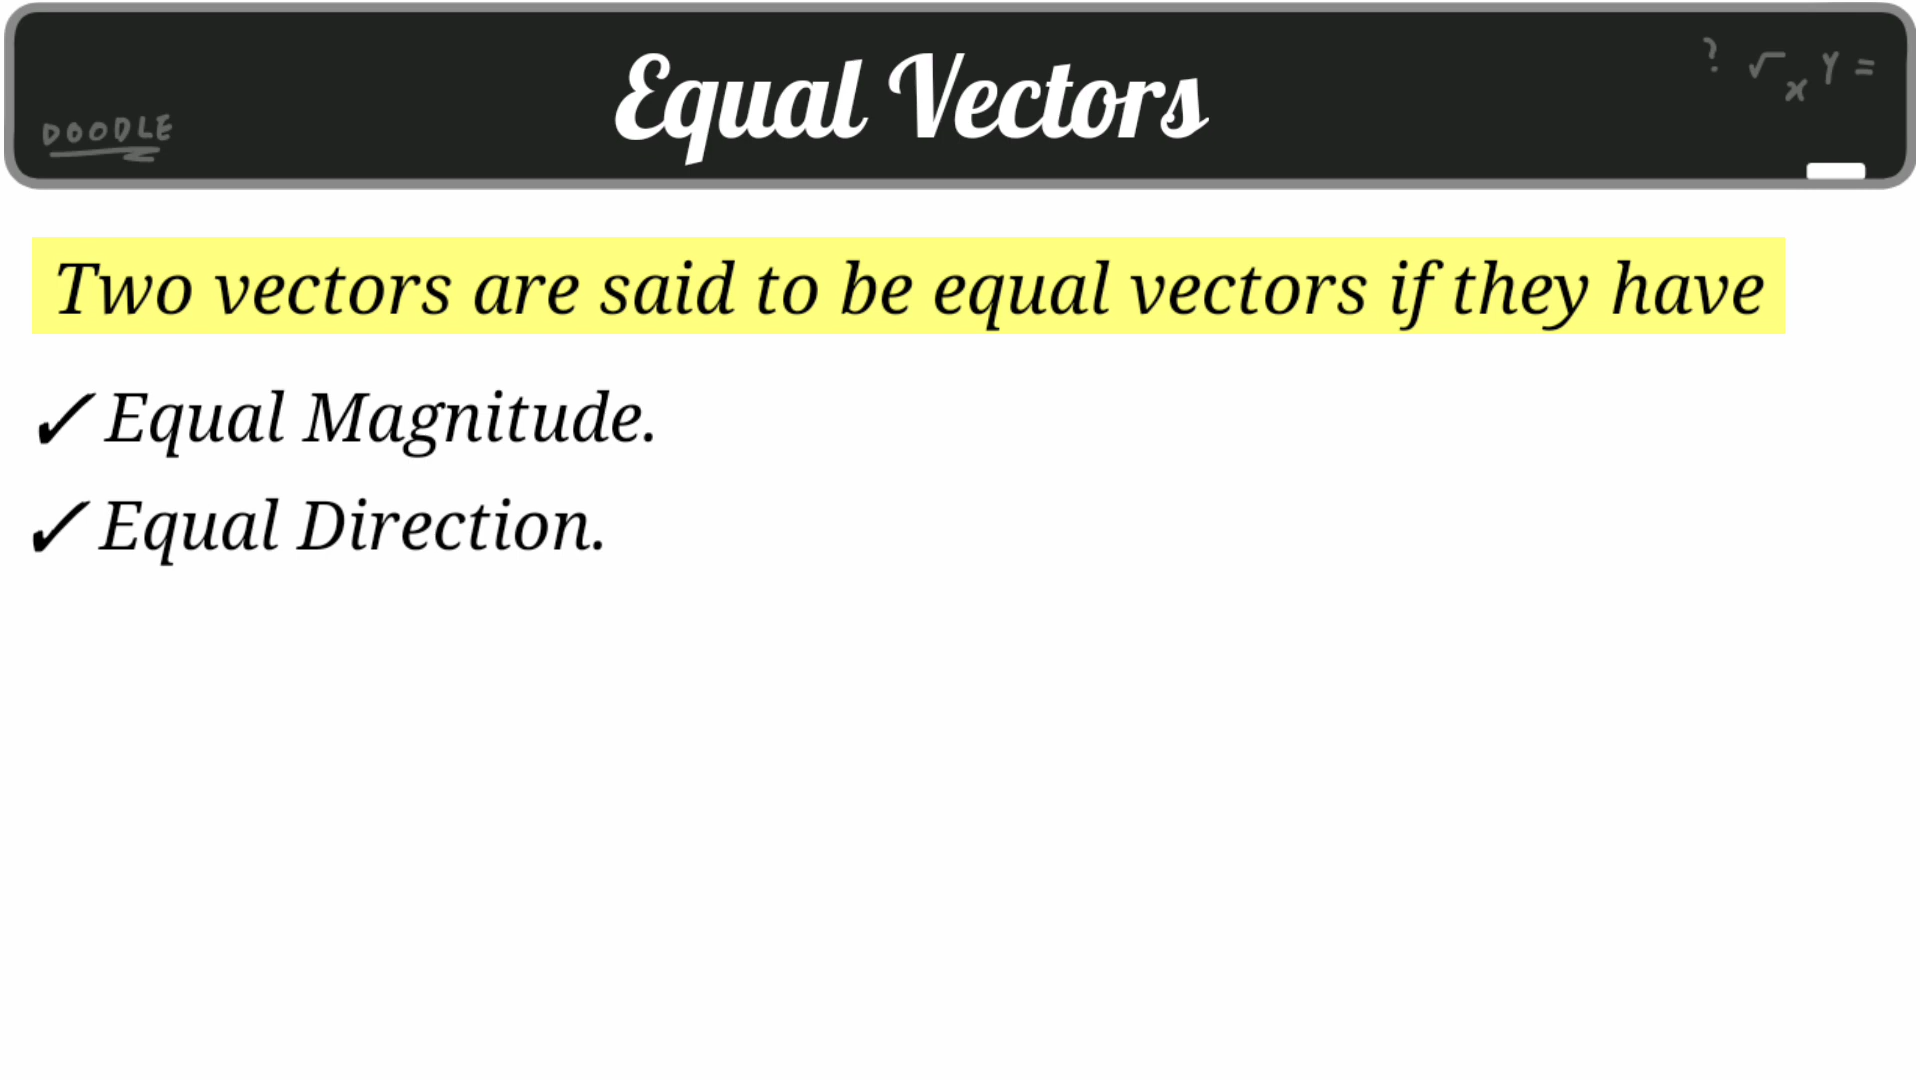 Equal Vectors
? √ x y =
DOODLE
Two vectors are said to be equal vectors if they have
✓ Equal Magnitude.
✓ Equal Direction.